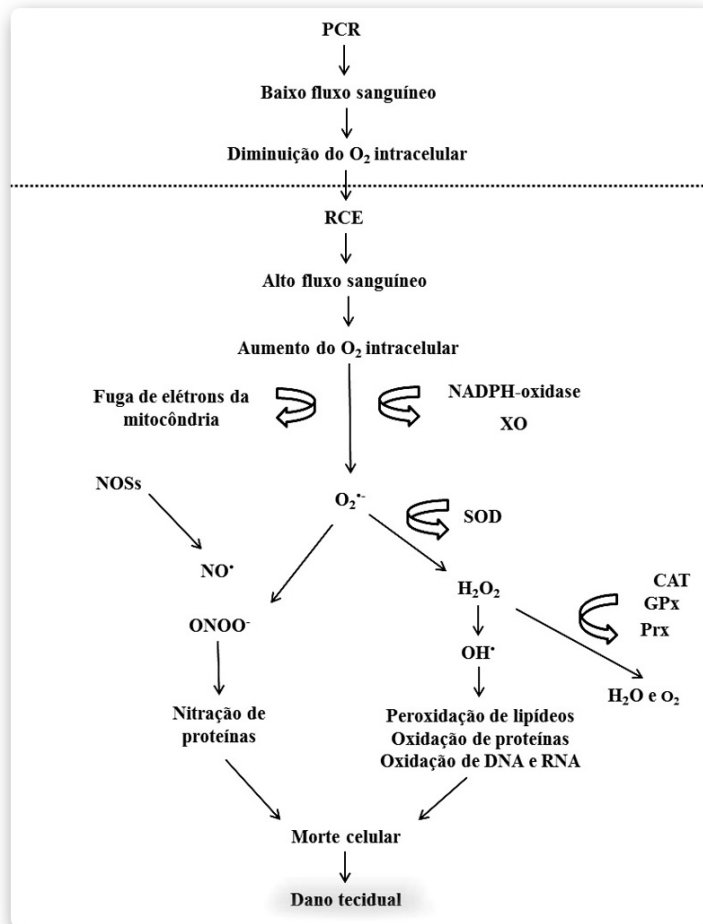 PCR
Baixo fluxo sanguíneo
Diminuição do O₂ intracelular
RCE
Alto fluxo sanguíneo
Aumento do O₂ intracelular
Fuga de elétrons da
mitocôndria
NADPH-oxidase
XO
NOSs
O₂•-
SOD
NO•
H₂O₂
CAT
GPx
Prx
ONOO-
OH•
H₂O e O₂
Nitração de
proteínas
Peroxidação de lipídeos
Oxidação de proteínas
Oxidação de DNA e RNA
Morte celular
Dano tecidual